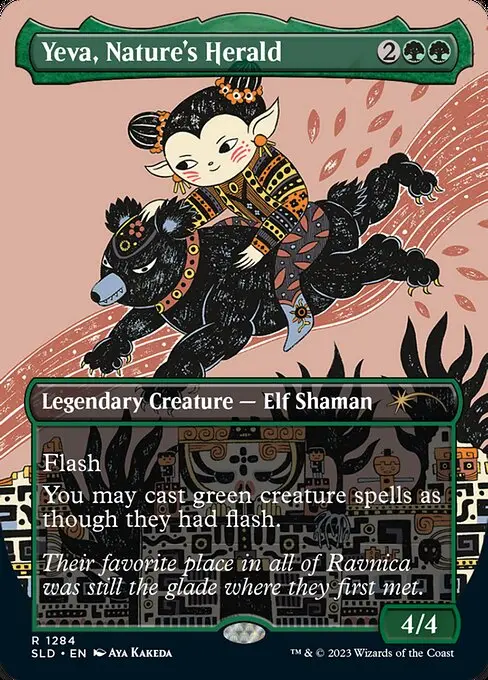 Yeva, Nature's Herald 2
Legendary Creature — Elf Shaman
Flash
You may cast green creature spells as
though they had flash.
Their favorite place in all of Ravnica
was still the glade where they first met.
4/4
R 1284
SLD • EN Aya Kakeda
™ & © 2023 Wizards of the Coast